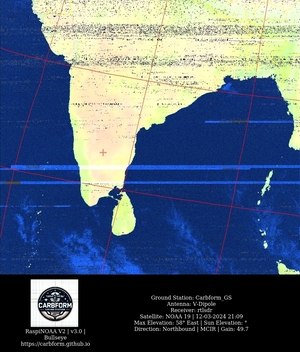 CARBFORM
RaspiNOAA V2 | v3.0 |
Bullseye
https://carbform.github.io
Ground Station: Carbform_GS
Antenna: V-Dipole
Receiver: rtlsdr
Satellite: NOAA 19 | 12-03-2024 21:09
Max Elevation: 58° East | Sun Elevation: °
Direction: Northbound | MCIR | Gain: 49.7